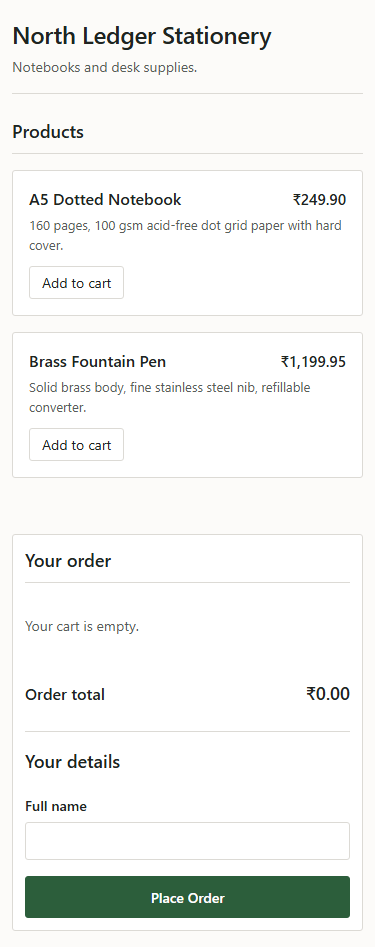 North Ledger Stationery
Notebooks and desk supplies.
Products
A5 Dotted Notebook ₹249.90
160 pages, 100 gsm acid-free dot grid paper with hard
cover.
Add to cart
Brass Fountain Pen ₹1,199.95
Solid brass body, fine stainless steel nib, refillable
converter.
Add to cart
Your order
Your cart is empty.
Order total ₹0.00
Your details
Full name
Place Order